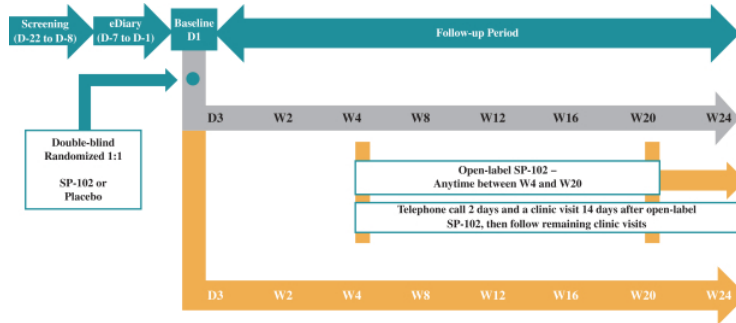 Screening
(D-22 to D-8)
eDiary
(D-7 to D-1)
Baseline
D1
Follow-up Period
D3 W2 W4 W8 W12 W16 W20 W24
Double-blind
Randomized 1:1
SP-102 or
Placebo
Open-label SP-102 –
Anytime between W4 and W20
Telephone call 2 days and a clinic visit 14 days after open-label
SP-102, then follow remaining clinic visits
D3 W2 W4 W8 W12 W16 W20 W24